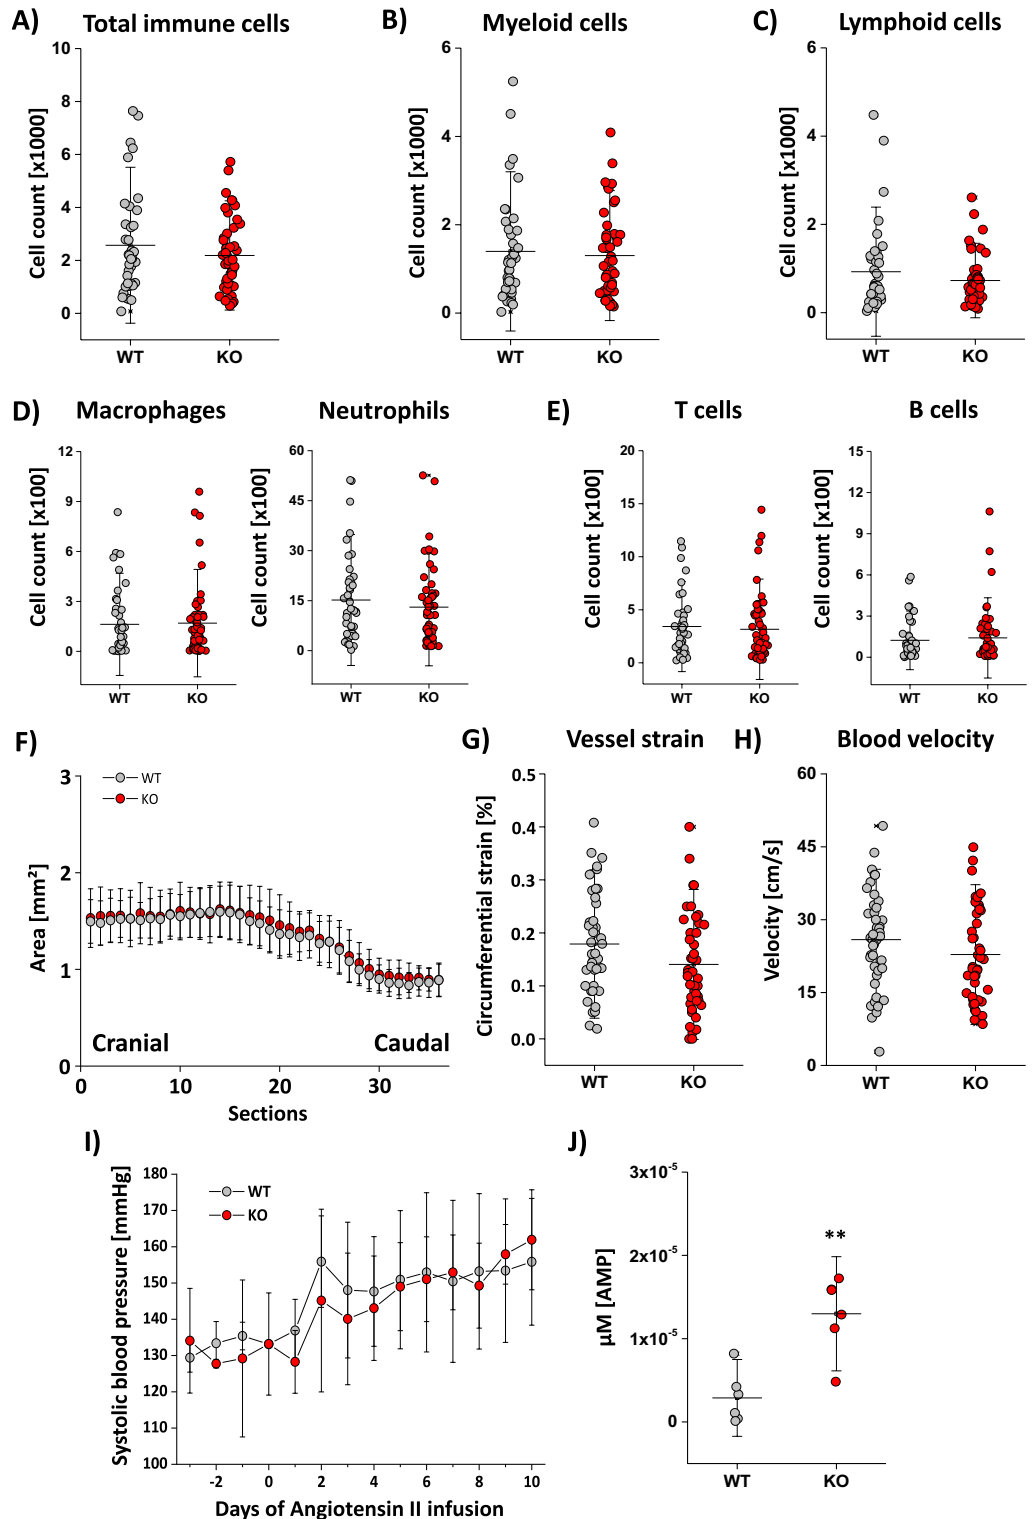 A) Total immune cells
Cell count [x1000]
10
8
6
4
2
0
WT KO
B) Myeloid cells
Cell count [x1000]
6
4
2
0
WT KO
C) Lymphoid cells
Cell count [x1000]
6
4
2
0
WT KO
D) Macrophages
Cell count [x100]
12
9
6
3
0
WT KO
Neutrophils
Cell count [x100]
60
45
30
15
0
WT KO
E) T cells
Cell count [x100]
20
15
10
5
0
WT KO
B cells
Cell count [x100]
15
12
9
6
3
0
WT KO
F)
Area [mm²]
3
2
1
0
WT
KO
Cranial Caudal
0 10 20 30
Sections
G) Vessel strain
Circumferential strain [%]
0.5
0.4
0.3
0.2
0.1
0.0
WT KO
H) Blood velocity
Velocity [cm/s]
60
45
30
15
0
WT KO
I)
Systolic blood pressure [mmHg]
180
170
160
150
140
130
120
110
100
WT
KO
-2 0 2 4 6 8 10
Days of Angiotensin II infusion
J)
µM [AMP]
3x10⁻⁵
2x10⁻⁵
1x10⁻⁵
0
**
WT KO